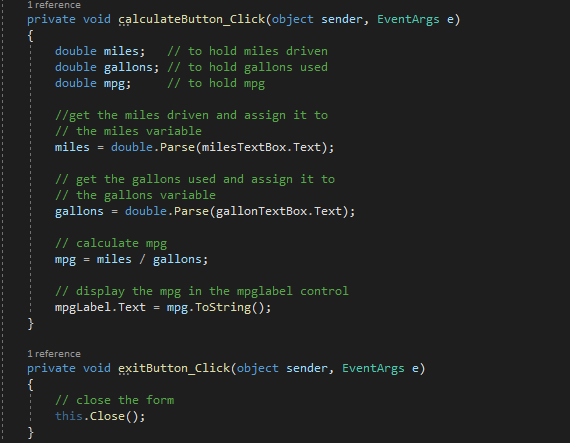 1 reference
private void calculateButton_Click(object sender, EventArgs e)
{
double miles; // to hold miles driven
double gallons; // to hold gallons used
double mpg; // to hold mpg
//get the miles driven and assign it to
// the miles variable
miles = double.Parse(milesTextBox.Text);
// get the gallons used and assign it to
// the gallons variable
gallons = double.Parse(gallonTextBox.Text);
// calculate mpg
mpg = miles / gallons;
// display the mpg in the mpglabel control
mpgLabel.Text = mpg.ToString();
}
1 reference
private void exitButton_Click(object sender, EventArgs e)
{
// close the form
this.Close();
}